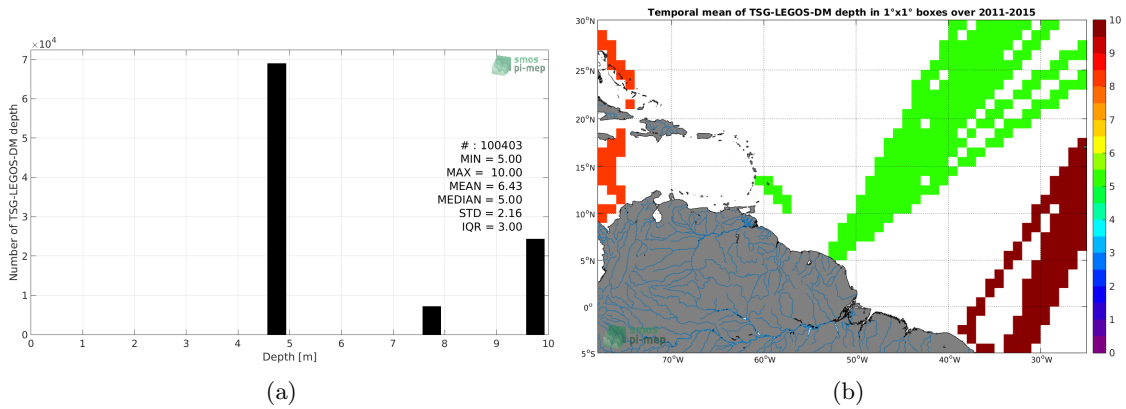 ×10⁴
8
7
6
5
4
3
2
1
0
Number of TSG-LEGOS-DM depth
smos
pi-mep
# : 100403
MIN = 5.00
MAX = 10.00
MEAN = 6.43
MEDIAN = 5.00
STD = 2.16
IQR = 3.00
0 1 2 3 4 5 6 7 8 9 10
Depth [m]
(a)
Temporal mean of TSG-LEGOS-DM depth in 1°x1° boxes over 2011-2015
30°N
25°N
20°N
15°N
10°N
5°N
0°
5°S
70°W 60°W 50°W 40°W 30°W
smos
pi-mep
10
9
8
7
6
5
4
3
2
1
0
(b)